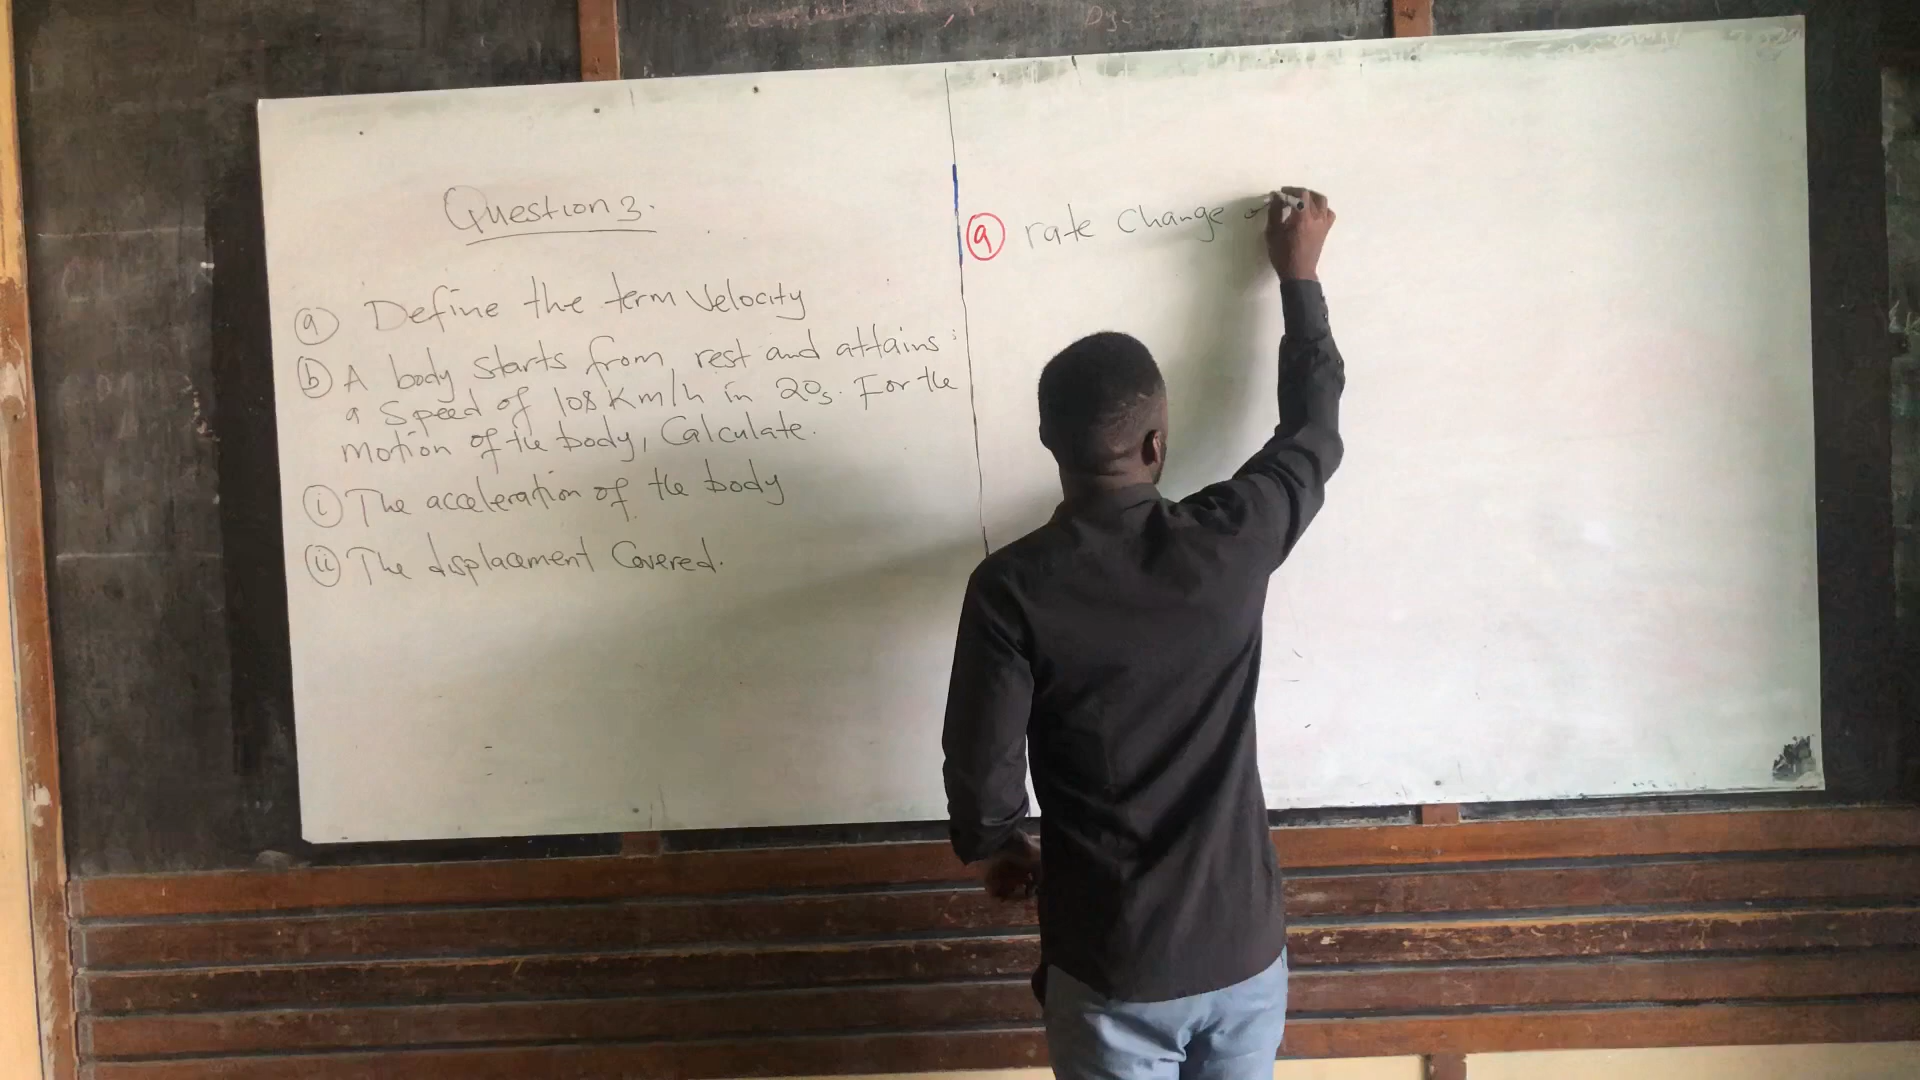 Question 3.
a Define the term Velocity
b A body starts from rest and attains
a Speed of 108 Km/h in 20s. For the
motion of the body, Calculate.
i The acceleration of the body
ii The displacement Covered.
a rate change